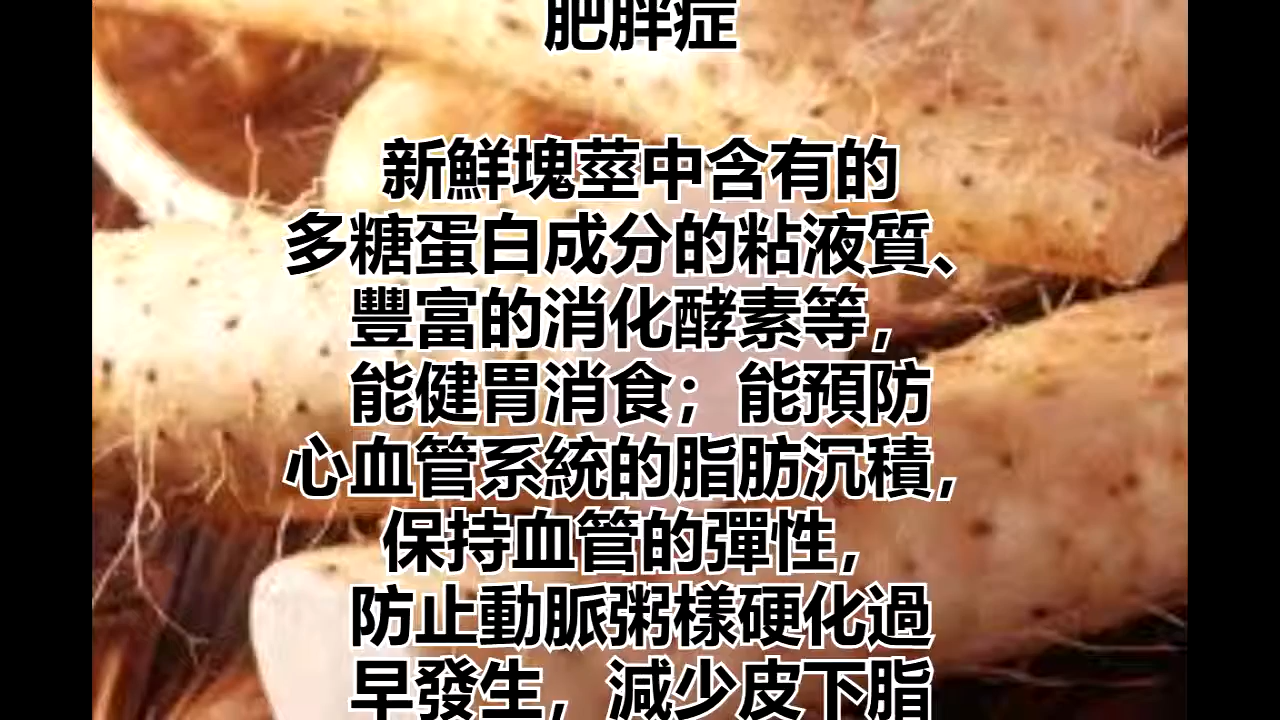 肥胖症
新鮮塊莖中含有的
多糖蛋白成分的粘液質、
豐富的消化酵素等，
能健胃消食；能預防
心血管系統的脂肪沉積，
保持血管的彈性，
防止動脈粥樣硬化過
早發生，減少皮下脂